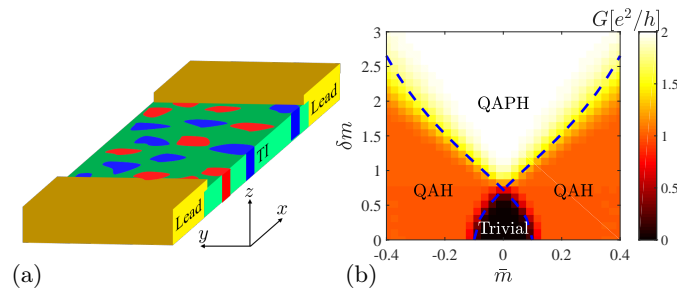 Lead
TI
Lead
z
x
y
(a)
G[e²/h]
3
2.5
2
1.5
1
0.5
0
δm
QAPH
QAH
QAH
Trivial
-0.4
-0.2
0
0.2
0.4
m̄
2
1.5
1
0.5
0
(b)